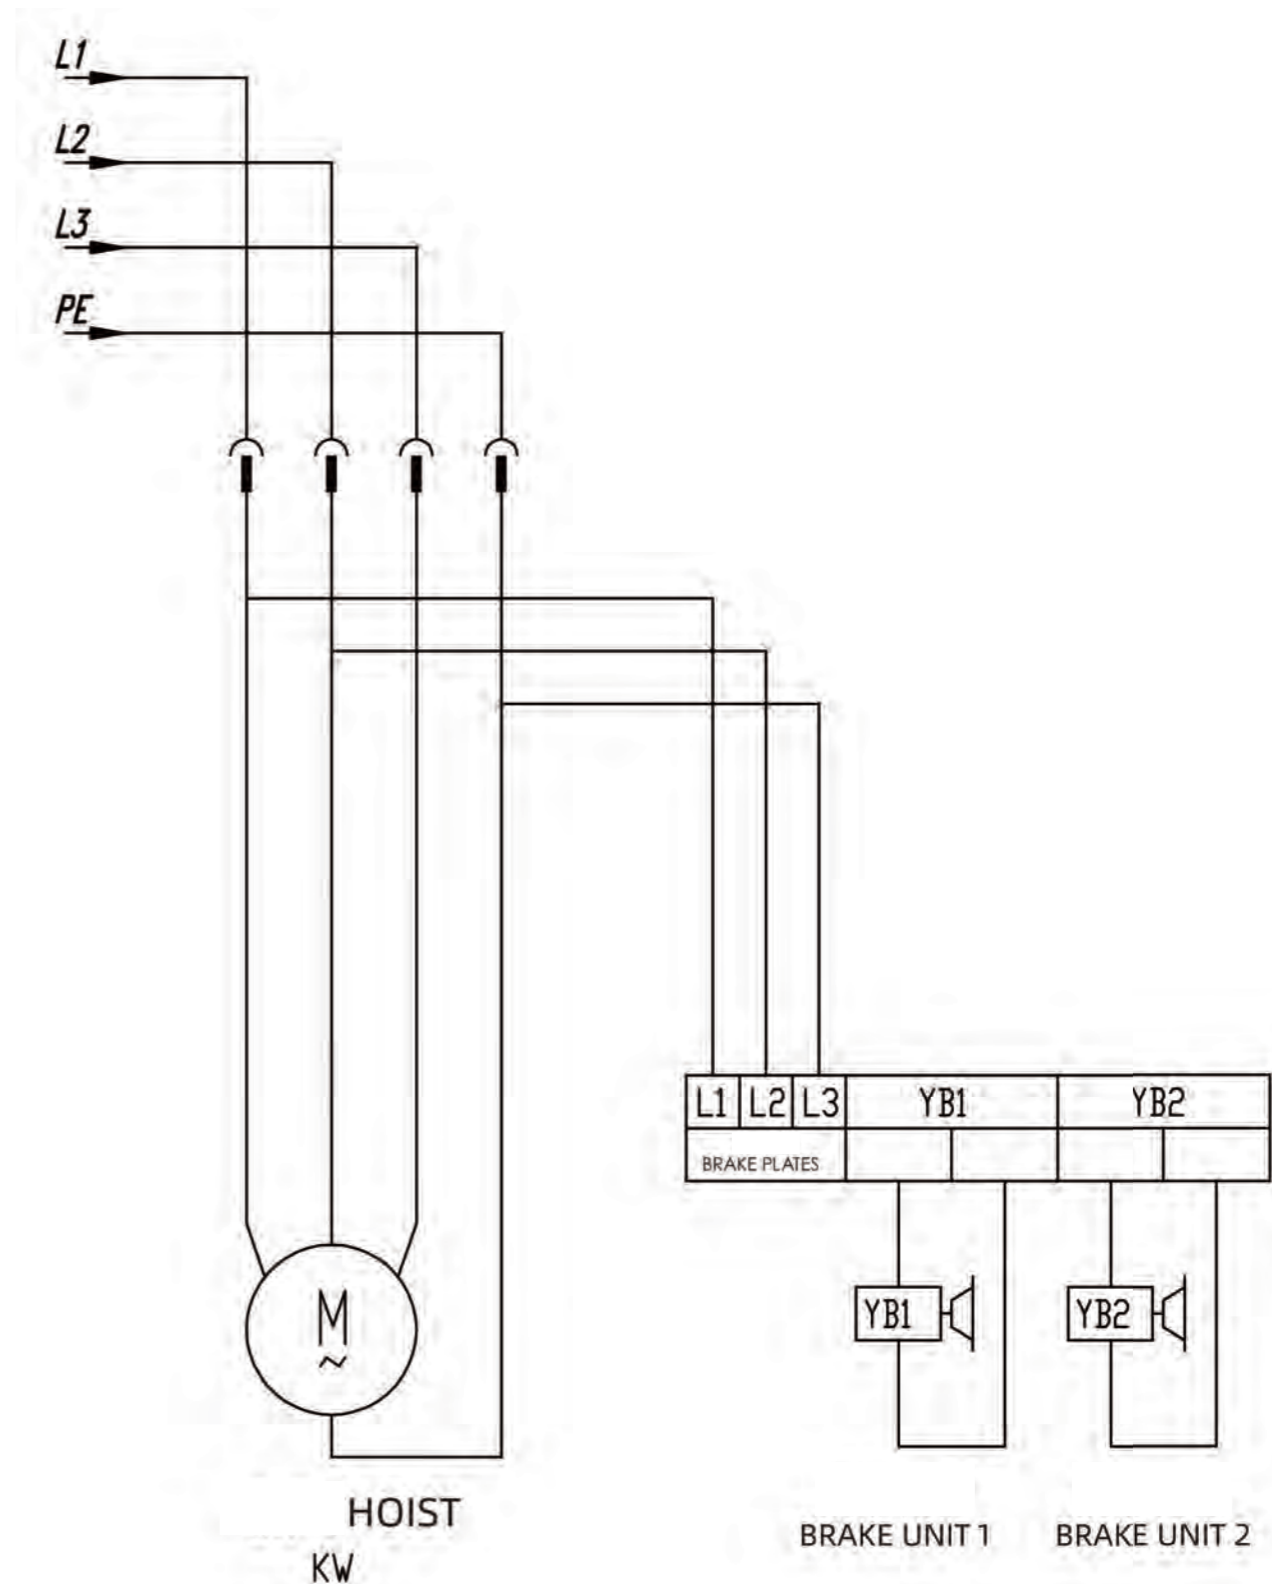 L1
L2
L3
PE
L1 L2 L3 YB1 YB2
BRAKE PLATES
YB1 YB2
M
~
HOIST
KW
BRAKE UNIT 1 BRAKE UNIT 2